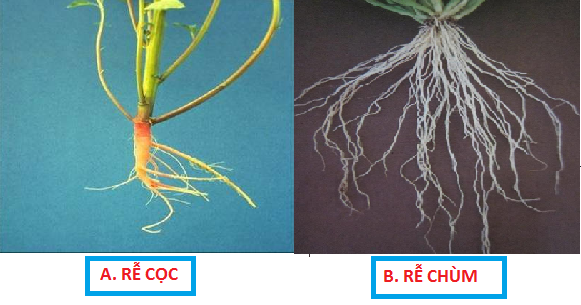 A. RỄ CỌC
B. RỄ CHÙM